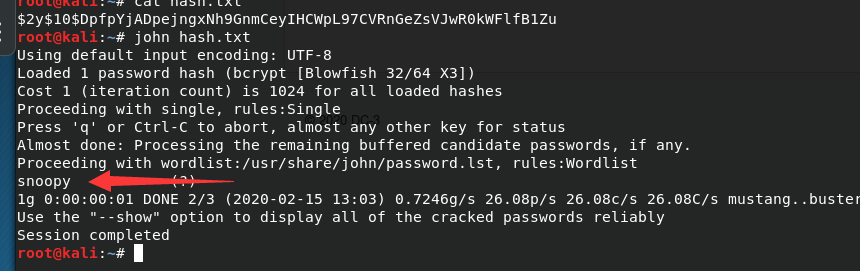 root@kali:~# cat hash.txt
$2y$10$DpfpYjADpejngxNh9GnmCeyIHCWpL97CVRnGeZsVJwR0kWFlfB1Zu
root@kali:~# john hash.txt
Using default input encoding: UTF-8
Loaded 1 password hash (bcrypt [Blowfish 32/64 X3])
Cost 1 (iteration count) is 1024 for all loaded hashes
Proceeding with single, rules:Single
Press 'q' or Ctrl-C to abort, almost any other key for status
Almost done: Processing the remaining buffered candidate passwords, if any.
Proceeding with wordlist:/usr/share/john/password.lst, rules:Wordlist
snoopy (?)
1g 0:00:00:01 DONE 2/3 (2020-02-15 13:03) 0.7246g/s 26.08p/s 26.08c/s 26.08C/s mustang..buster
Use the "--show" option to display all of the cracked passwords reliably
Session completed
root@kali:~#